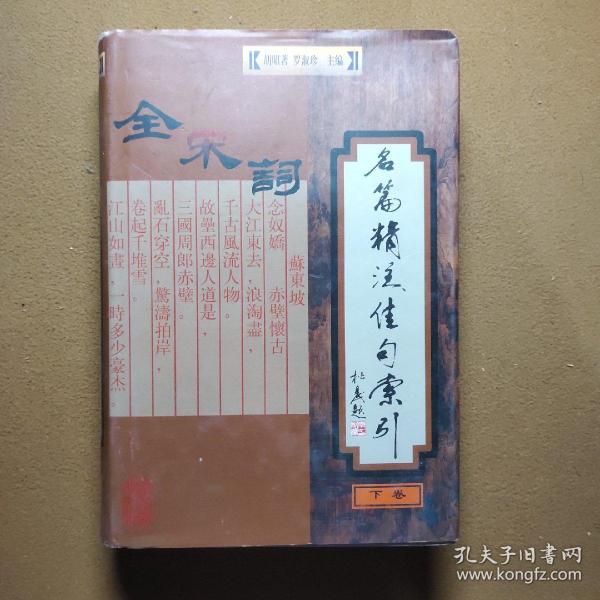 胡昭著 罗淑珍 主编
全宋詞
名篇精注佳句索引
下卷
蘇東坡
念奴嬌 赤壁懷古
大江東去，浪淘盡，
千古風流人物。
故壘西邊人道是，
三國周郎赤壁。
亂石穿空，驚濤拍岸，
卷起千堆雪。
江山如畫，一時多少豪杰。
孔夫子旧书网
www.kongfz.com